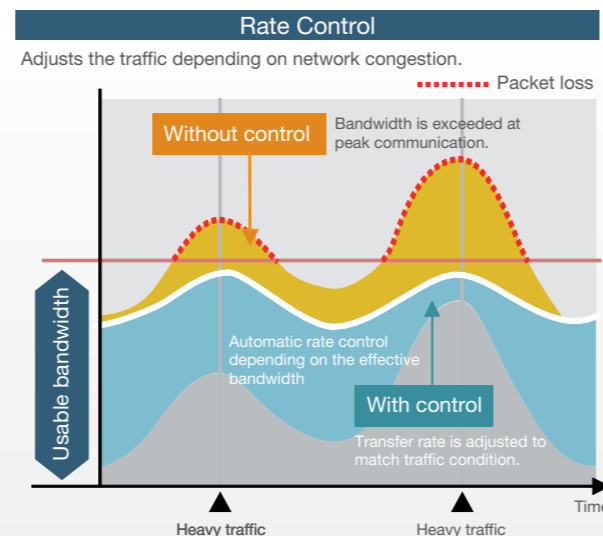 Rate Control
Adjusts the traffic depending on network congestion.
Packet loss
Without control
Bandwidth is exceeded at
peak communication.
Usable bandwidth
Automatic rate control
depending on the effective
bandwidth
With control
Transfer rate is adjusted to
match traffic condition.
Time
Heavy traffic
Heavy traffic